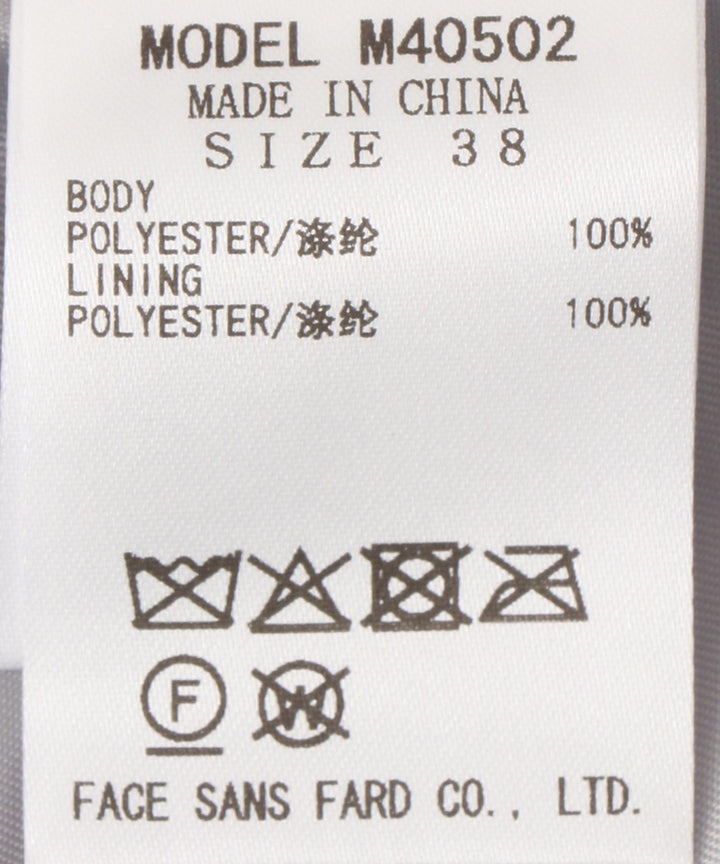 MODEL M40502
MADE IN CHINA
SIZE 38
BODY
POLYESTER/涤纶 100%
LINING
POLYESTER/涤纶 100%
F W
FACE SANS FARD CO., LTD.